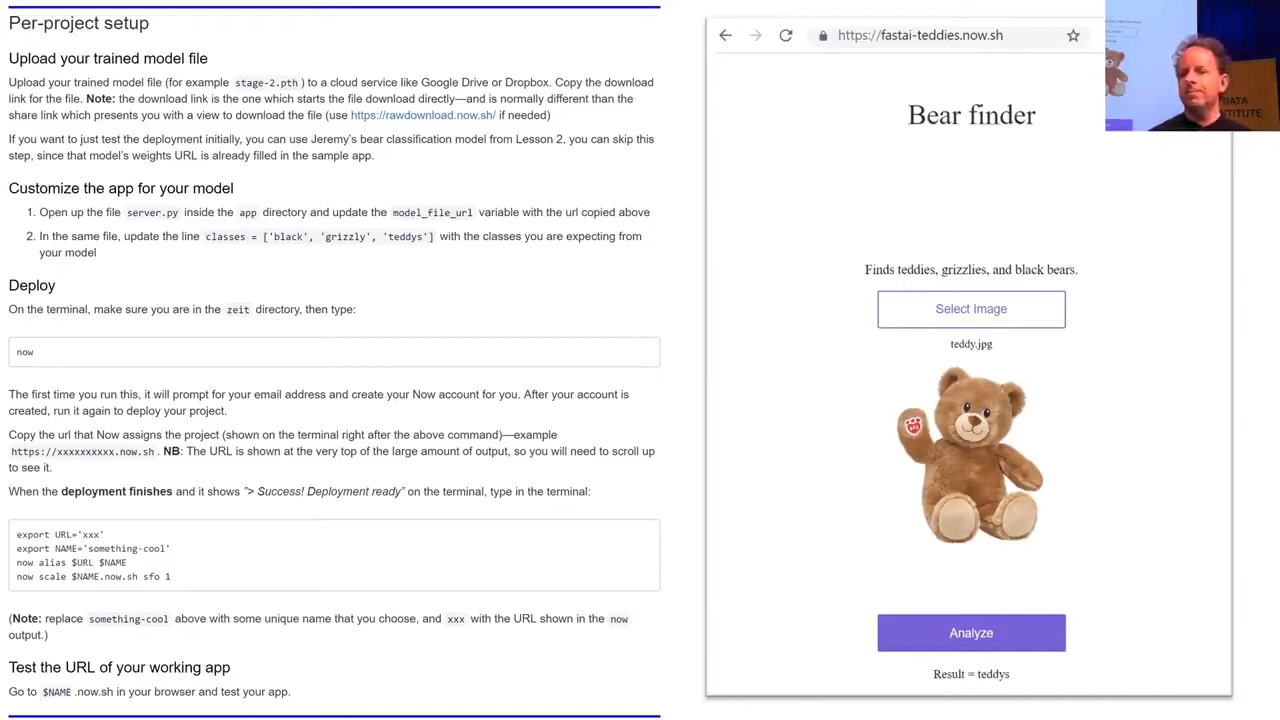 Per-project setup
Upload your trained model file
Upload your trained model file (for example stage-2.pth ) to a cloud service like Google Drive or Dropbox. Copy the download
link for the file. Note: the download link is the one which starts the file download directly—and is normally different than the
share link which presents you with a view to download the file (use https://rawdownload.now.sh/ if needed)
If you want to just test the deployment initially, you can use Jeremy's bear classification model from Lesson 2, you can skip this
step, since that model's weights URL is already filled in the sample app.
Customize the app for your model
1. Open up the file server.py inside the app directory and update the model_file_url variable with the url copied above
2. In the same file, update the line classes = ['black', 'grizzly', 'teddys'] with the classes you are expecting from
your model
Deploy
On the terminal, make sure you are in the zeit directory, then type:
now
The first time you run this, it will prompt for your email address and create your Now account for you. After your account is
created, run it again to deploy your project.
Copy the url that Now assigns the project (shown on the terminal right after the above command)—example
https://xxxxxxxxxx.now.sh . NB: The URL is shown at the very top of the large amount of output, so you will need to scroll up
to see it.
When the deployment finishes and it shows "> Success! Deployment ready" on the terminal, type in the terminal:
export URL='xxx'
export NAME='something-cool'
now alias $URL $NAME
now scale $NAME.now.sh sfo 1
(Note: replace something-cool above with some unique name that you choose, and xxx with the URL shown in the now
output.)
Test the URL of your working app
Go to $NAME .now.sh in your browser and test your app.
https://fastai-teddies.now.sh
Bear finder
Finds teddies, grizzlies, and black bears.
Select Image
teddy.jpg
Analyze
Result = teddys
DATA